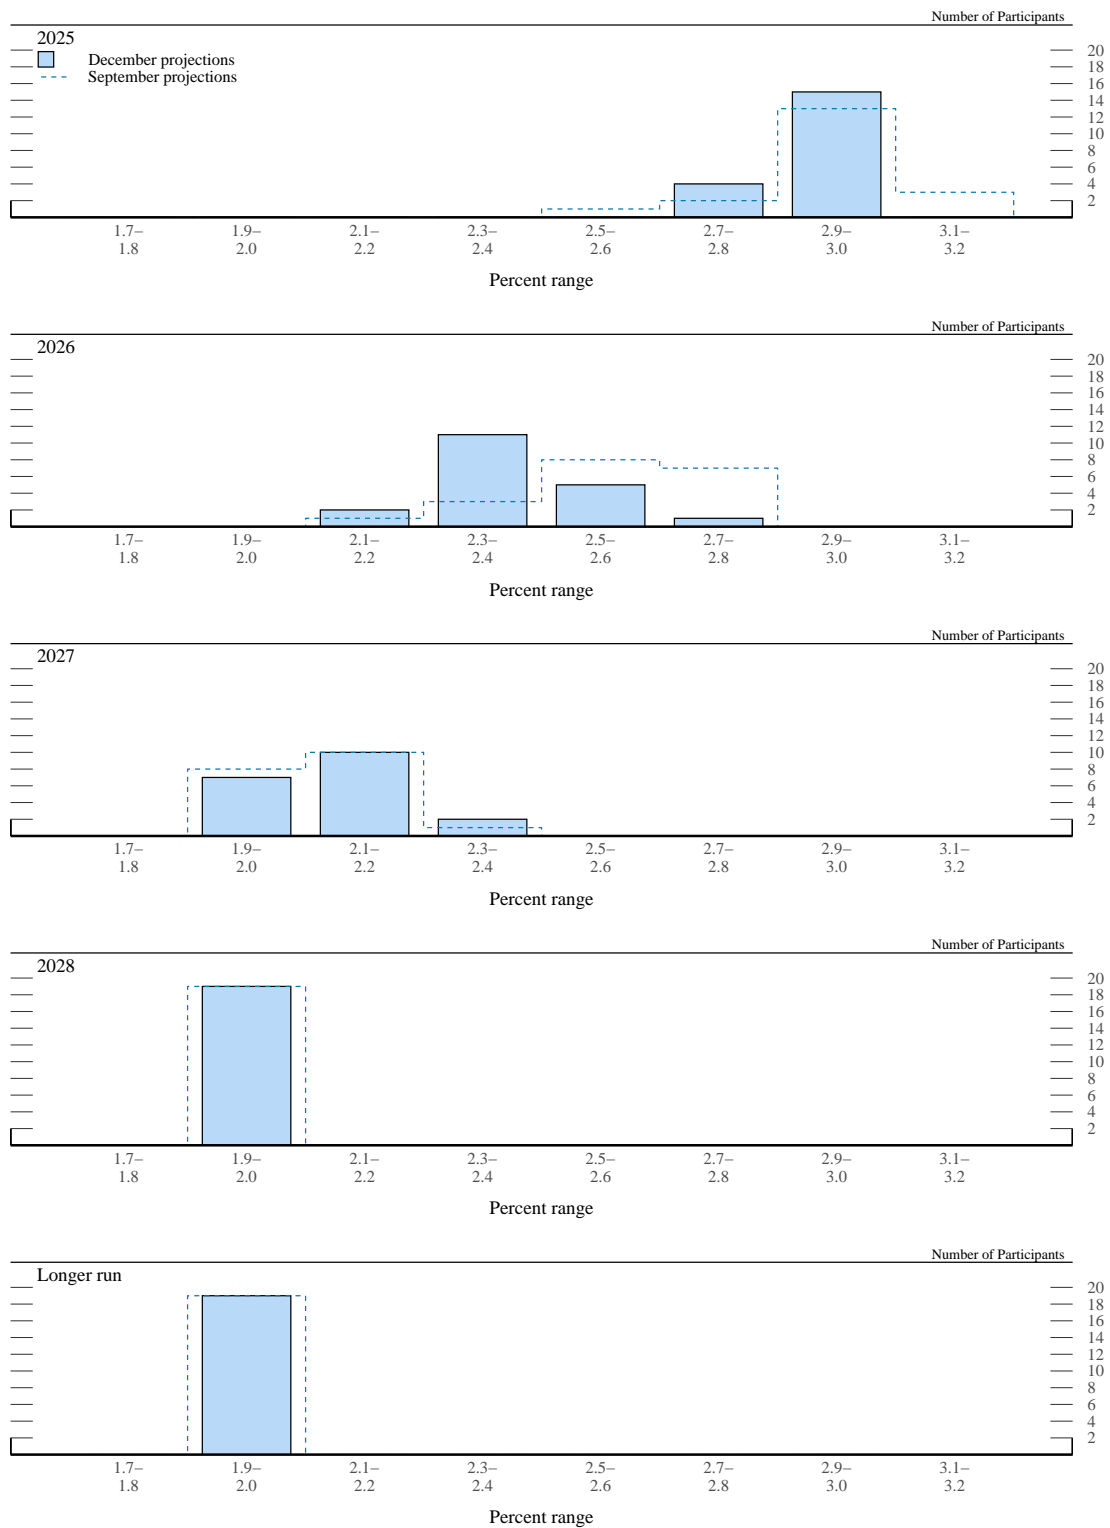 Number of Participants
2025
December projections
September projections
20
18
16
14
12
10
8
6
4
2
1.7– 1.9– 2.1– 2.3– 2.5– 2.7– 2.9– 3.1–
1.8 2.0 2.2 2.4 2.6 2.8 3.0 3.2
Percent range
Number of Participants
2026
20
18
16
14
12
10
8
6
4
2
1.7– 1.9– 2.1– 2.3– 2.5– 2.7– 2.9– 3.1–
1.8 2.0 2.2 2.4 2.6 2.8 3.0 3.2
Percent range
Number of Participants
2027
20
18
16
14
12
10
8
6
4
2
1.7– 1.9– 2.1– 2.3– 2.5– 2.7– 2.9– 3.1–
1.8 2.0 2.2 2.4 2.6 2.8 3.0 3.2
Percent range
Number of Participants
2028
20
18
16
14
12
10
8
6
4
2
1.7– 1.9– 2.1– 2.3– 2.5– 2.7– 2.9– 3.1–
1.8 2.0 2.2 2.4 2.6 2.8 3.0 3.2
Percent range
Number of Participants
Longer run
20
18
16
14
12
10
8
6
4
2
1.7– 1.9– 2.1– 2.3– 2.5– 2.7– 2.9– 3.1–
1.8 2.0 2.2 2.4 2.6 2.8 3.0 3.2
Percent range